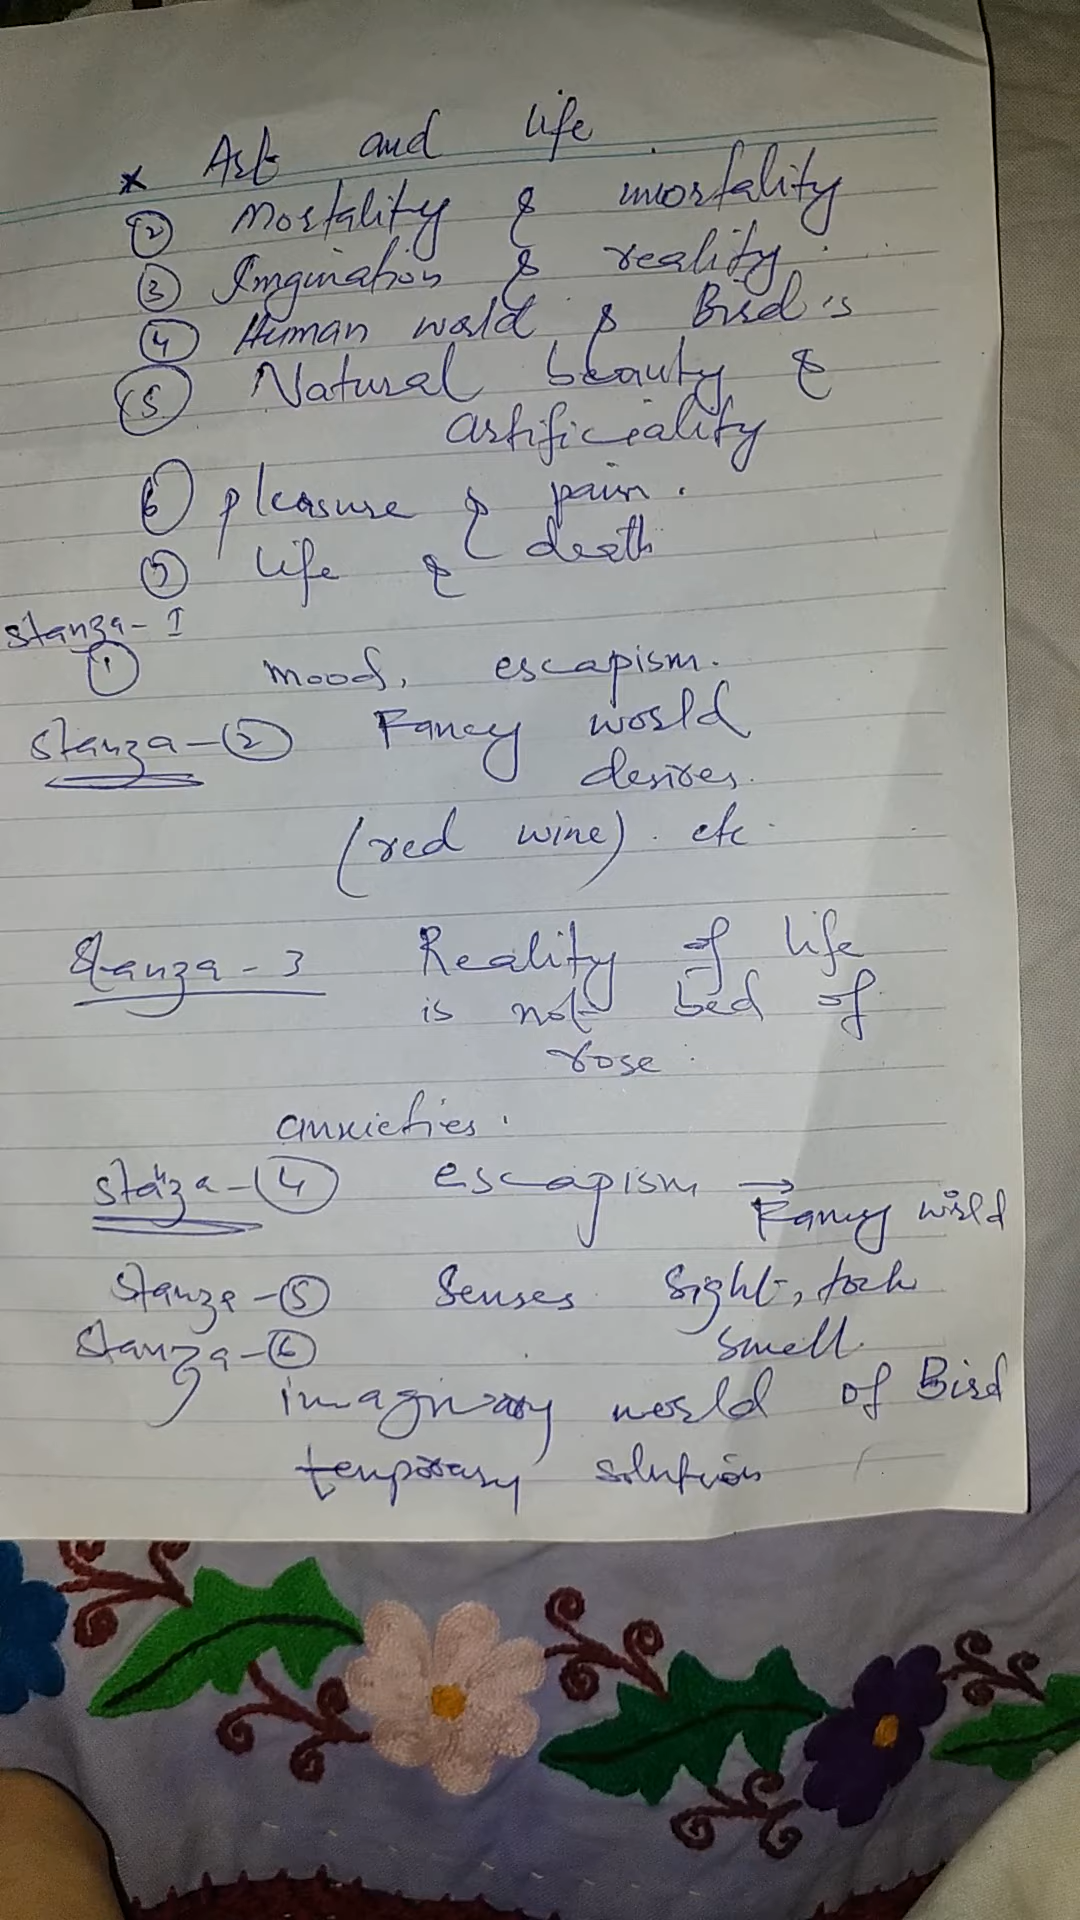 * Art and life
② Mortality & imortality
③ Imgination & reality.
④ Human world & Bird's
⑤ Natural beauty &
artificiality
⑥ pleasure & pain.
⑦ life & death
Stanza-I
① Mood, escapism.
Stanza-② Fancy world
desires.
(red wine). etc.
Stanza-3 Reality of life
is not bed of
rose.
anxieties.
Stanza-④ escapism → Fancy world
Stanza-⑤ Senses Sight, toch
Stanza-⑥ smell.
imaginary world of Bird
temporary solution